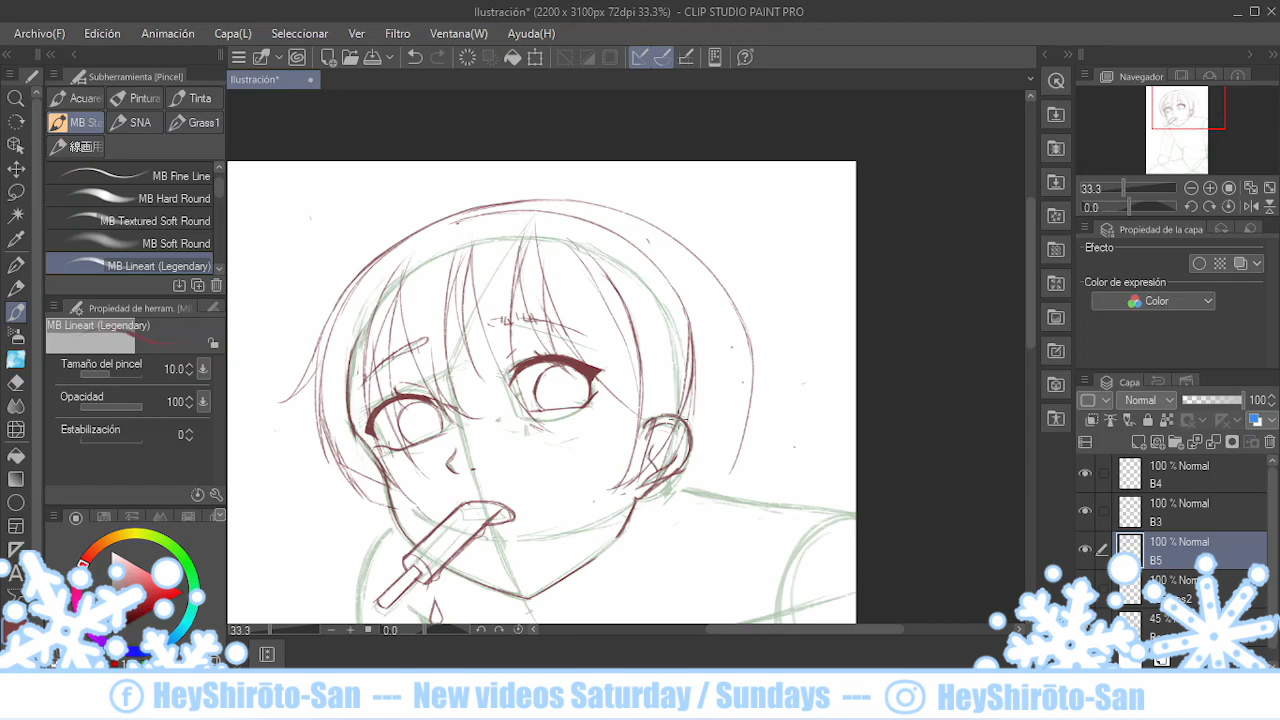 Ilustración* (2200 x 3100px 72dpi 33.3%) - CLIP STUDIO PAINT PRO
Archivo(F) Edición Animación Capa(L) Seleccionar Ver Filtro Ventana(W) Ayuda(H)
Subherramienta [Pincel]
Ilustración*
Navegador
Acuare Pintura Tinta
MB Sta SNA Grass1
線画用
MB Fine Line
MB Hard Round
MB Textured Soft Round
MB Soft Round
MB Lineart (Legendary)
33.3
0.0
Propiedad de la capa
Efecto
Color de expresión
Color
Propiedad de herram. [MB
MB Lineart (Legendary)
Tamaño del pincel 10.0
Opacidad 100
Estabilización 0
Capa
Normal 100
100 % Normal
B4
100 % Normal
B3
100 % Normal
B5
33.3 0.0
HeyShirōto-San --- New videos Saturday / Sundays --- HeyShirōto-San